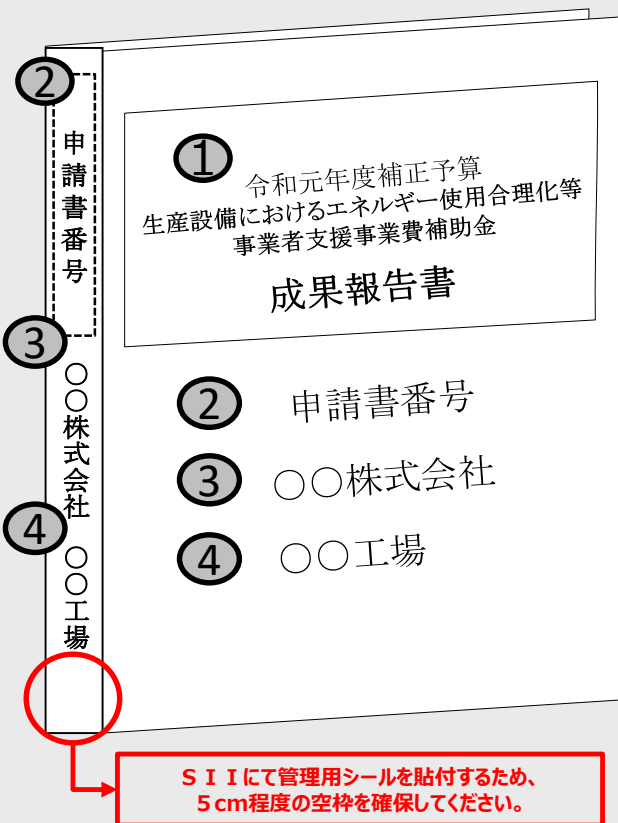 ②
申請書番号
③
○○株式会社
④
○○工場
①
令和元年度補正予算
生産設備におけるエネルギー使用合理化等
事業者支援事業費補助金
成果報告書
② 申請書番号
③ ○○株式会社
④ ○○工場
ＳＩＩにて管理用シールを貼付するため、
５cm程度の空枠を確保してください。